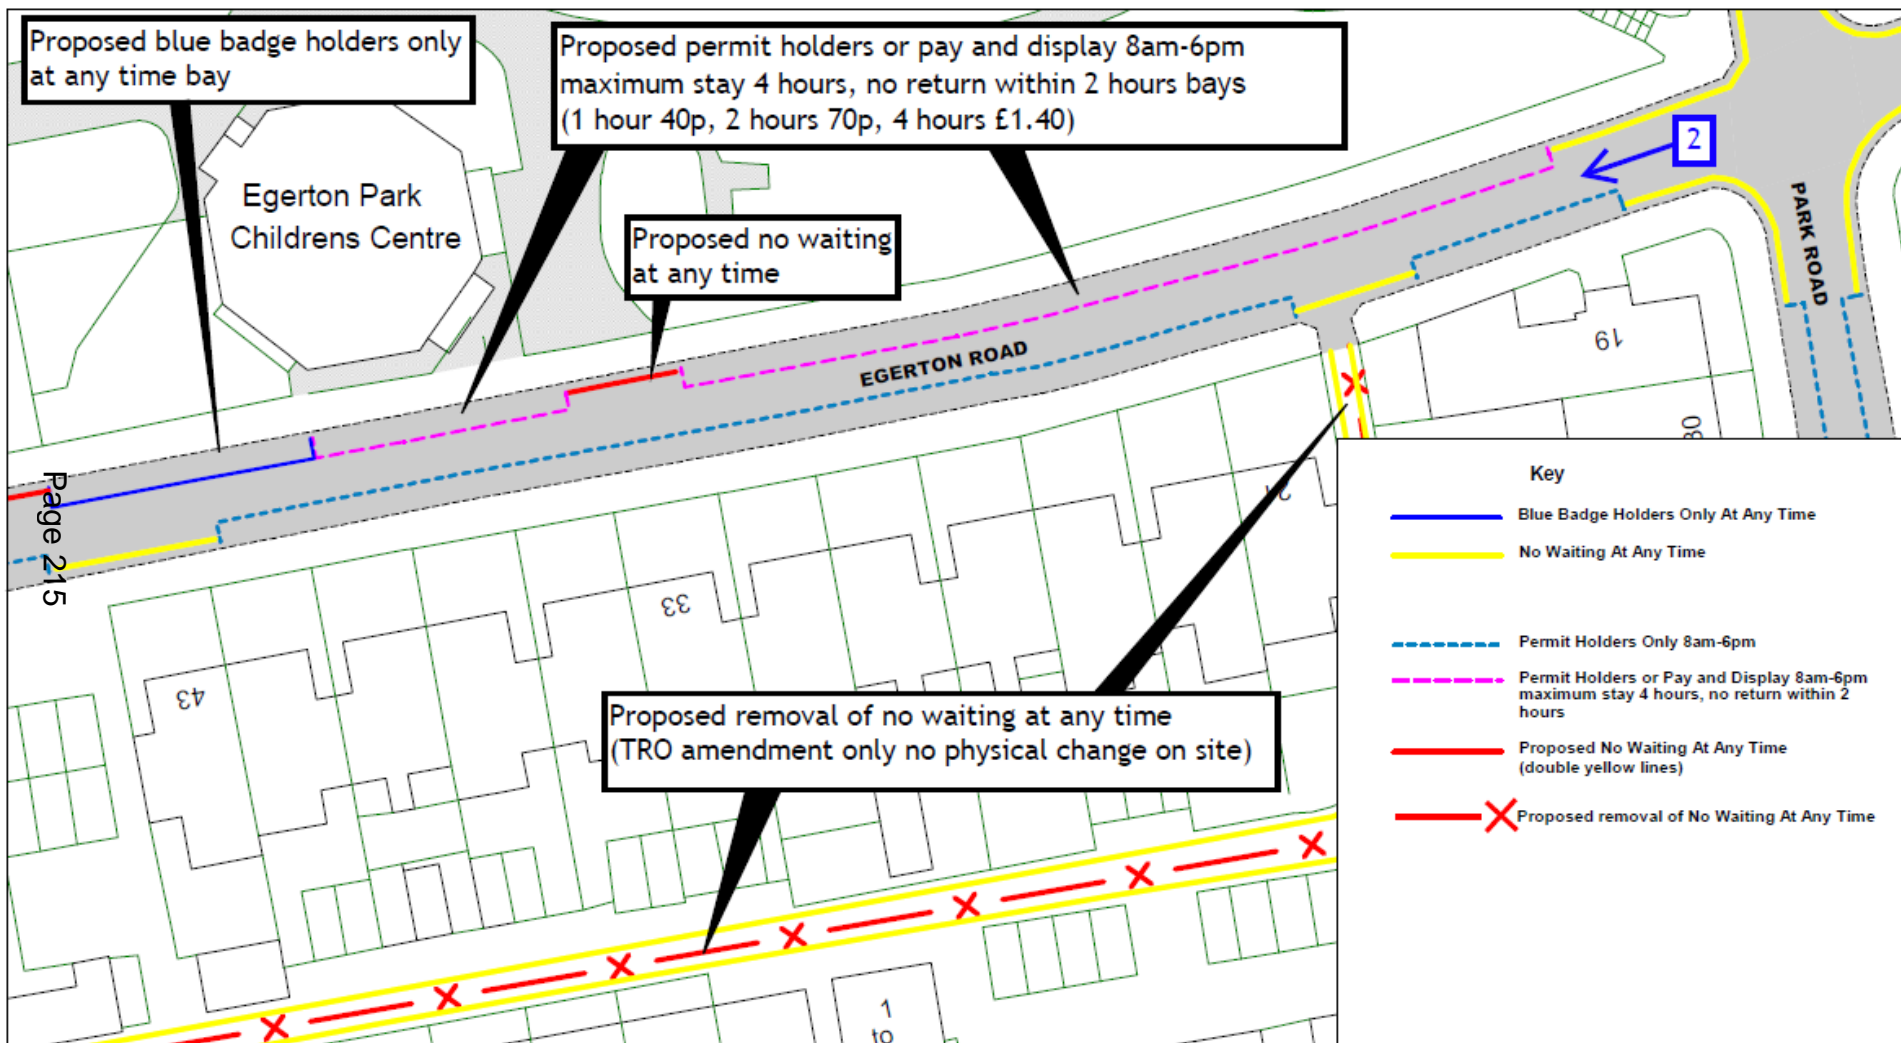 Proposed blue badge holders only
at any time bay
Proposed permit holders or pay and display 8am-6pm
maximum stay 4 hours, no return within 2 hours bays
(1 hour 40p, 2 hours 70p, 4 hours £1.40)
2
Egerton Park
Childrens Centre
Proposed no waiting
at any time
PARK ROAD
EGERTON ROAD
19
80
21
Page 215
33
43
Proposed removal of no waiting at any time
(TRO amendment only no physical change on site)
1
to
Key
Blue Badge Holders Only At Any Time
No Waiting At Any Time
Permit Holders Only 8am-6pm
Permit Holders or Pay and Display 8am-6pm
maximum stay 4 hours, no return within 2
hours
Proposed No Waiting At Any Time
(double yellow lines)
Proposed removal of No Waiting At Any Time